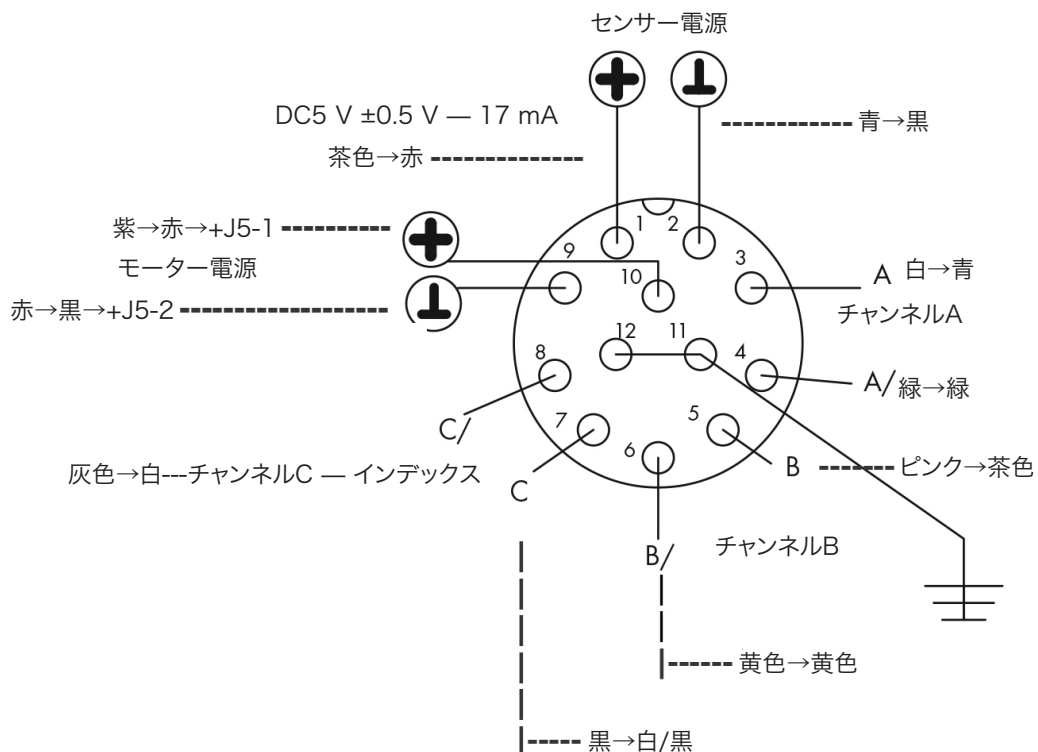 センサー電源
DC5 V ±0.5 V — 17 mA
青→黒
茶色→赤
紫→赤→+J5-1
モーター電源
赤→黒→+J5-2
1
2
9
3
10
A 白→青
チャンネルA
12
11
8
4
A/ 緑→緑
C/
7
5
6
B
ピンク→茶色
灰色→白---チャンネルC — インデックス
C
B/
チャンネルB
黄色→黄色
黒→白/黒